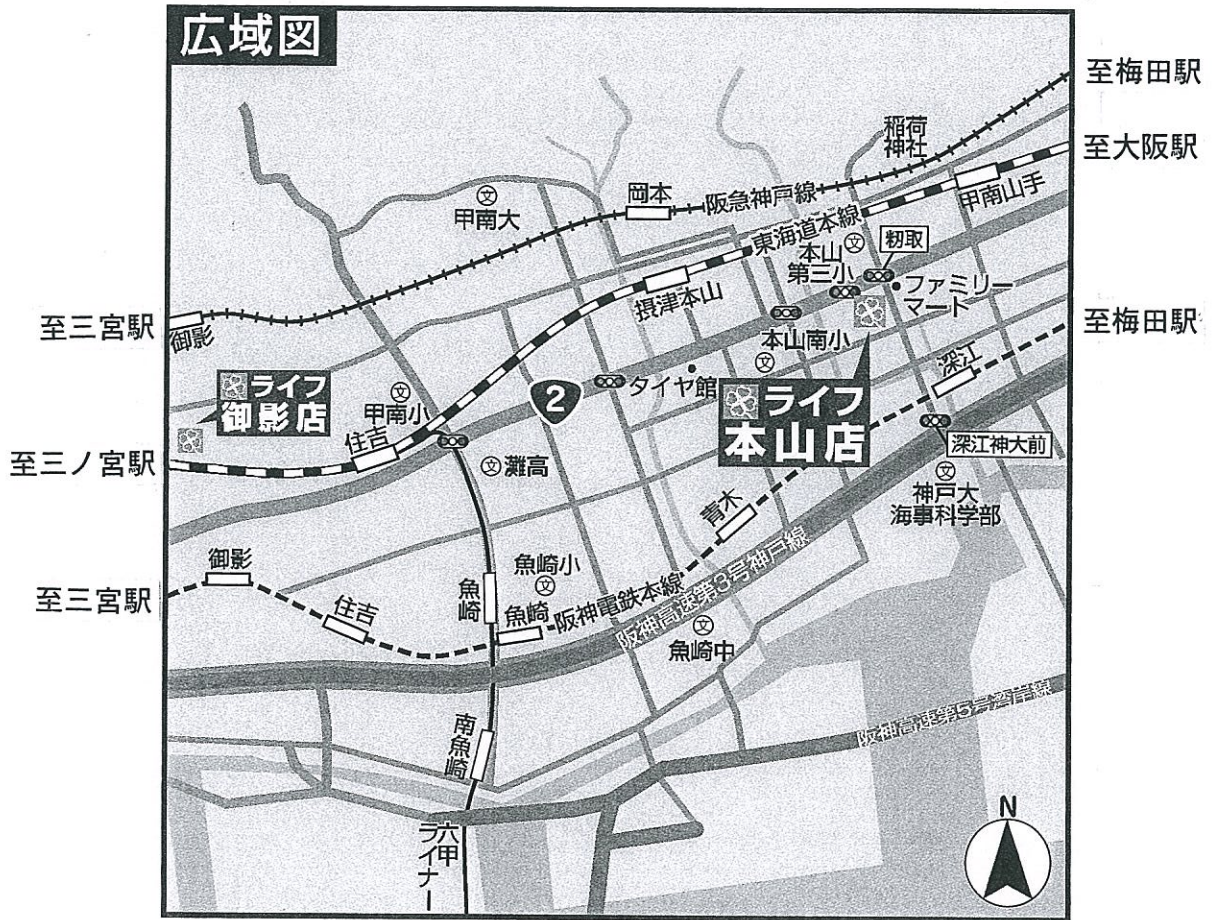 広域図
至梅田駅
至大阪駅
至梅田駅
至三宮駅
至三ノ宮駅
至三宮駅
稲荷
神社
甲南山手
岡本
阪急神戸線
東海道本線
甲南大
本山
第三小
籾取
ファミリー
マート
摂津本山
御影
本山南小
深江
タイヤ館
2
ライフ
御影店
甲南小
住吉
ライフ
本山店
深江神大前
灘高
神戸大
海事科学部
青木
御影
住吉
魚崎
魚崎小
魚崎
阪神電鉄本線
阪神高速第3号神戸線
魚崎中
南魚崎
阪神高速第5号湾岸線
六甲
ライナー
N
文
文
文
文
文
文
文
文